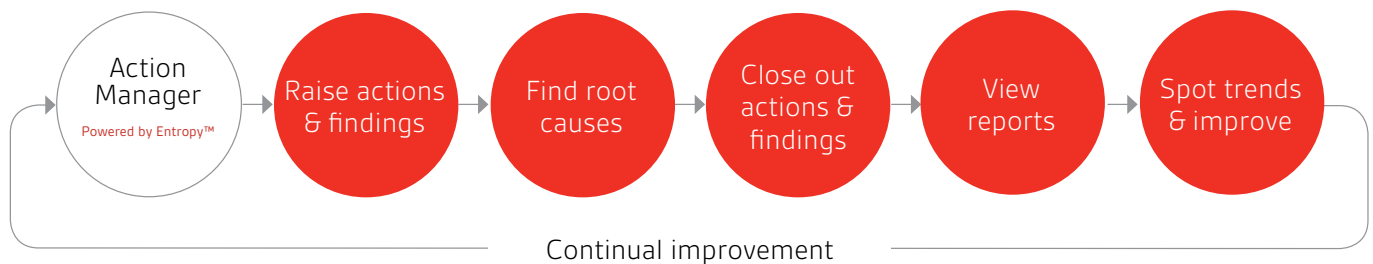 Action
Manager
Powered by Entropy™
Raise actions
& findings
Find root
causes
Close out
actions &
findings
View
reports
Spot trends
& improve
Continual improvement